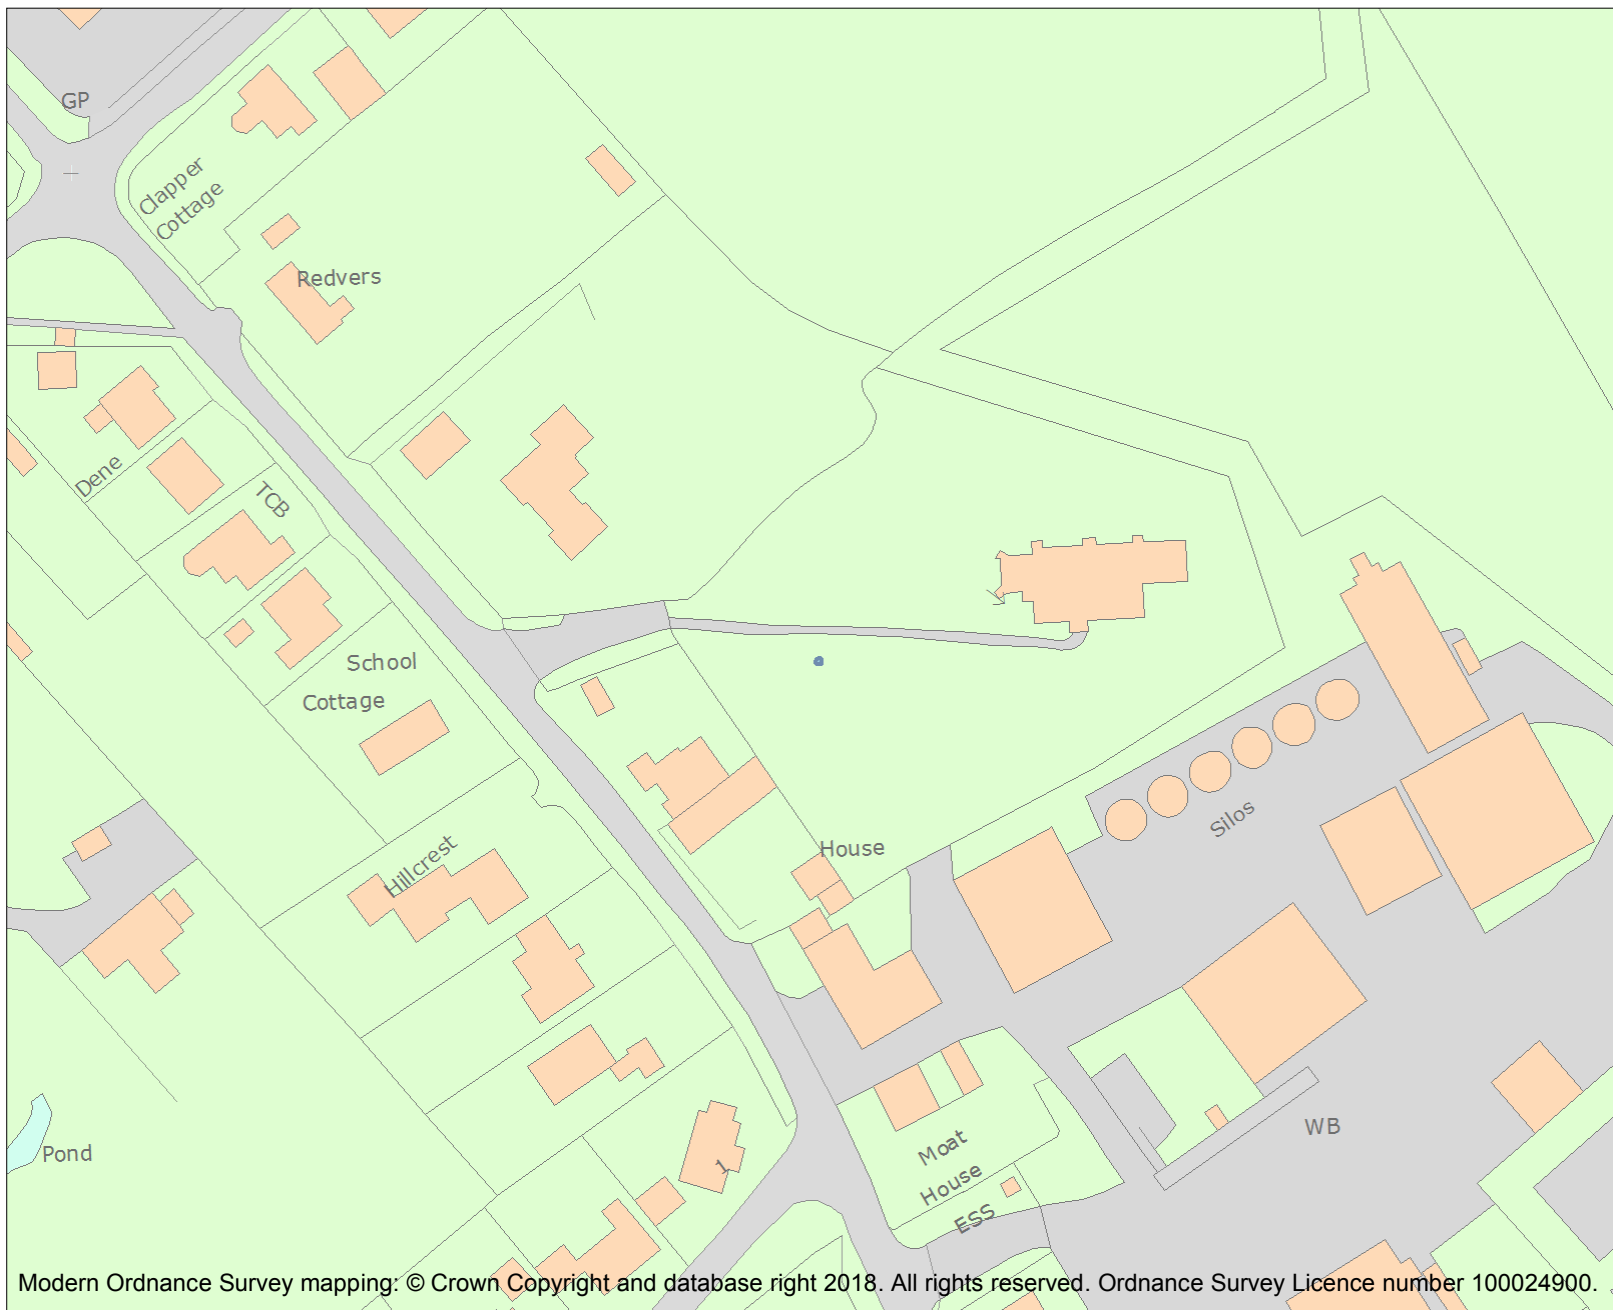 GP
Clapper
Cottage
Redvers
Dene
TCB
School
Cottage
House
Silos
Hillcrest
WB
Moat
House
Pond
1
ESS
Modern Ordnance Survey mapping: © Crown Copyright and database right 2018. All rights reserved. Ordnance Survey Licence number 100024900.